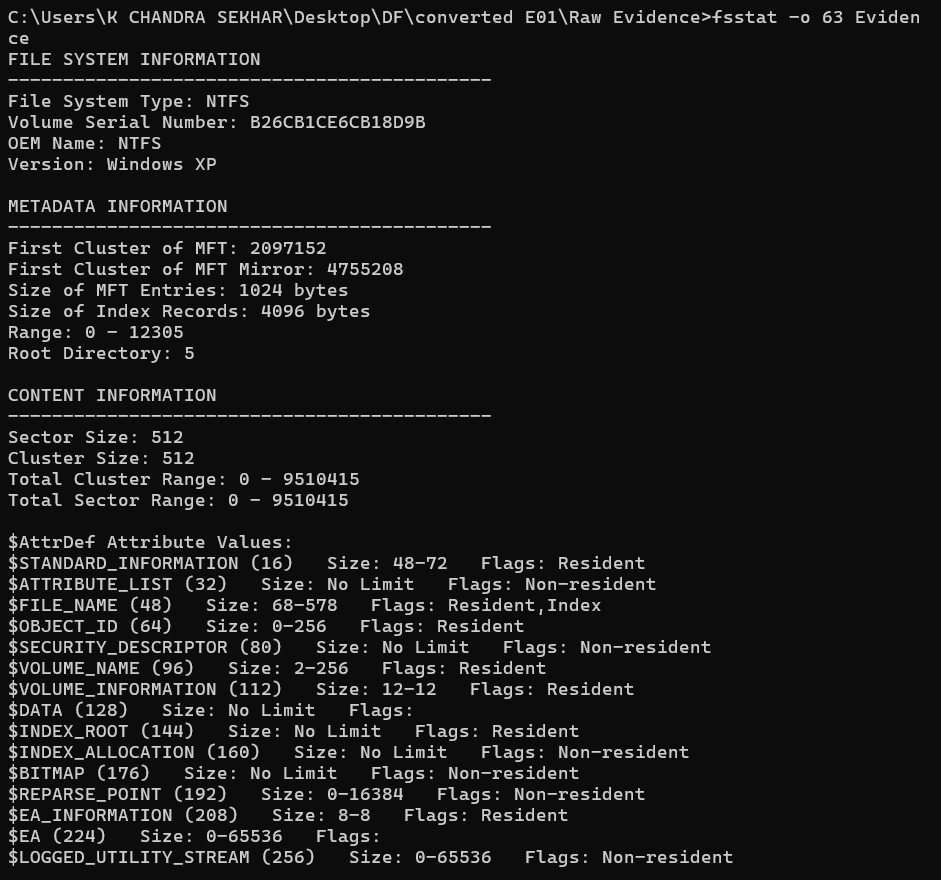 C:\Users\K CHANDRA SEKHAR\Desktop\DF\converted E01\Raw Evidence>fsstat -o 63 Eviden
ce
FILE SYSTEM INFORMATION
--------------------------------------------
File System Type: NTFS
Volume Serial Number: B26CB1CE6CB18D9B
OEM Name: NTFS
Version: Windows XP

METADATA INFORMATION
--------------------------------------------
First Cluster of MFT: 2097152
First Cluster of MFT Mirror: 4755208
Size of MFT Entries: 1024 bytes
Size of Index Records: 4096 bytes
Range: 0 - 12305
Root Directory: 5

CONTENT INFORMATION
--------------------------------------------
Sector Size: 512
Cluster Size: 512
Total Cluster Range: 0 - 9510415
Total Sector Range: 0 - 9510415

$AttrDef Attribute Values:
$STANDARD_INFORMATION (16)   Size: 48-72   Flags: Resident
$ATTRIBUTE_LIST (32)   Size: No Limit   Flags: Non-resident
$FILE_NAME (48)   Size: 68-578   Flags: Resident,Index
$OBJECT_ID (64)   Size: 0-256   Flags: Resident
$SECURITY_DESCRIPTOR (80)   Size: No Limit   Flags: Non-resident
$VOLUME_NAME (96)   Size: 2-256   Flags: Resident
$VOLUME_INFORMATION (112)   Size: 12-12   Flags: Resident
$DATA (128)   Size: No Limit   Flags:
$INDEX_ROOT (144)   Size: No Limit   Flags: Resident
$INDEX_ALLOCATION (160)   Size: No Limit   Flags: Non-resident
$BITMAP (176)   Size: No Limit   Flags: Non-resident
$REPARSE_POINT (192)   Size: 0-16384   Flags: Non-resident
$EA_INFORMATION (208)   Size: 8-8   Flags: Resident
$EA (224)   Size: 0-65536   Flags:
$LOGGED_UTILITY_STREAM (256)   Size: 0-65536   Flags: Non-resident